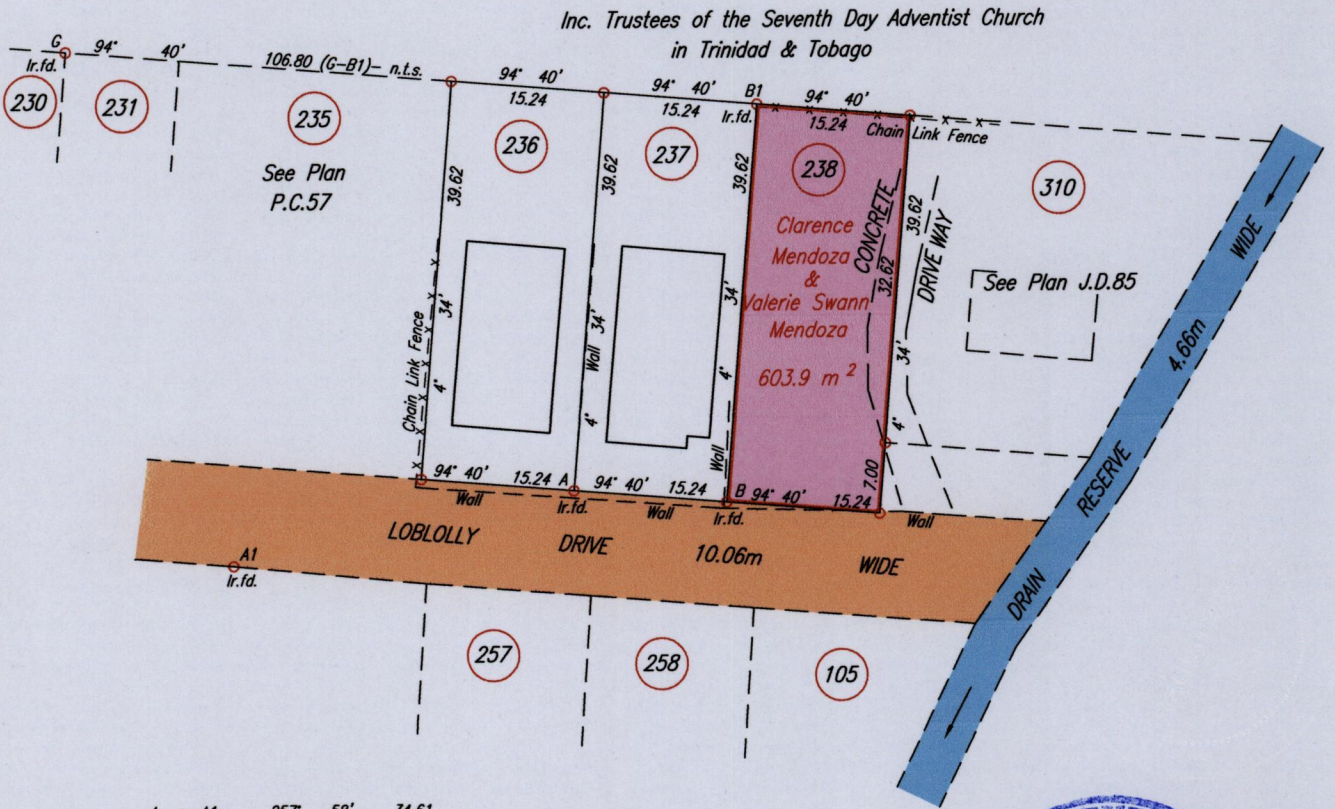 Inc. Trustees of the Seventh Day Adventist Church
in Trinidad & Tobago
G
Ir.fd.
94° 40'
106.80 (G-B1)- n.t.s.
94° 40'
15.24
94° 40'
15.24
B1
Ir.fd.
94° 40'
15.24
Chain Link Fence
230
231
235
See Plan
P.C.57
236
237
238
310
39.62
39.62
39.62
39.62
Clarence
Mendoza
&
Valerie Swann
Mendoza
603.9 m²
CONCRETE
DRIVE WAY
32.62
See Plan J.D.85
Chain Link Fence
4° 34'
Wall
4° 34'
Wall
4° 34'
4° 34'
7.00
94° 40'
15.24
Wall
A
Ir.fd.
94° 40'
15.24
Wall
B
Ir.fd.
94° 40'
15.24
Wall
LOBLOLLY DRIVE 10.06m WIDE
A1
Ir.fd.
DRAIN RESERVE 4.66m WIDE
257
258
105